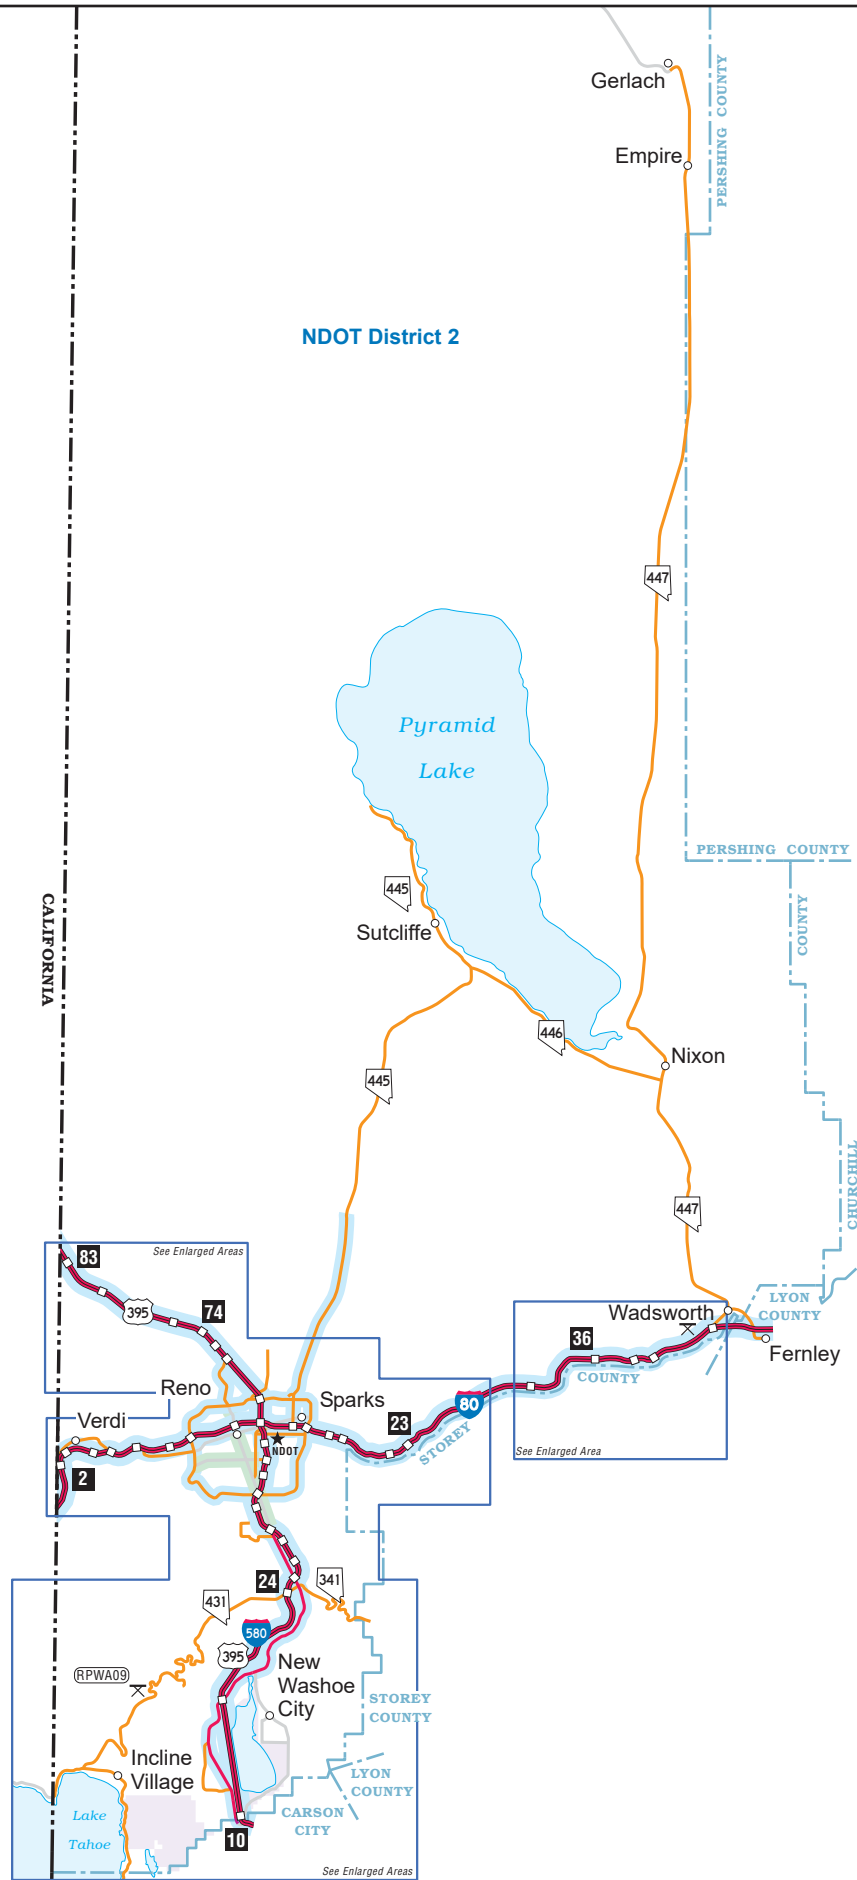 Gerlach
PERSHING COUNTY
Empire
NDOT District 2
447
Pyramid
Lake
PERSHING COUNTY
445
CALIFORNIA
COUNTY
Sutcliffe
446
Nixon
445
CHURCHILL
447
83
See Enlarged Areas
LYON
COUNTY
395
74
Wadsworth
36
Fernley
COUNTY
Reno
Sparks
80
Verdi
23
STOREY
NDOT
See Enlarged Area
2
24
341
431
580
395
New
Washoe
City
RPWA09
STOREY
COUNTY
Incline
Village
LYON
COUNTY
CARSON
CITY
Lake
Tahoe
10
See Enlarged Areas